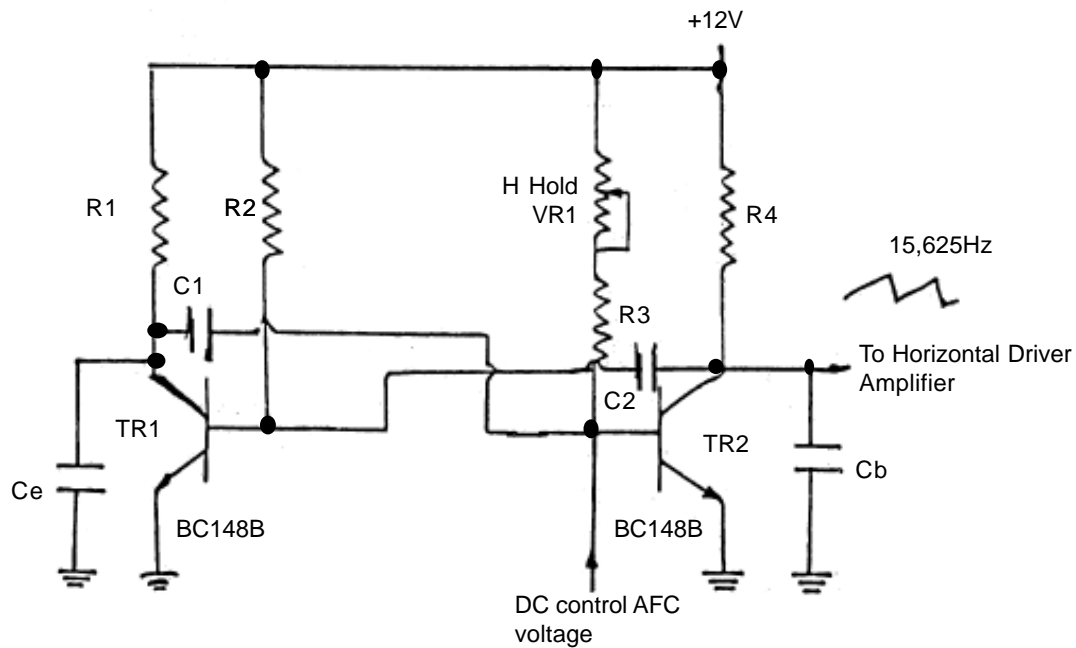 +12V
R1
R2
H Hold
VR1
R4
15,625Hz
C1
R3
To Horizontal Driver
Amplifier
C2
TR1
TR2
Ce
Cb
BC148B
BC148B
DC control AFC
voltage